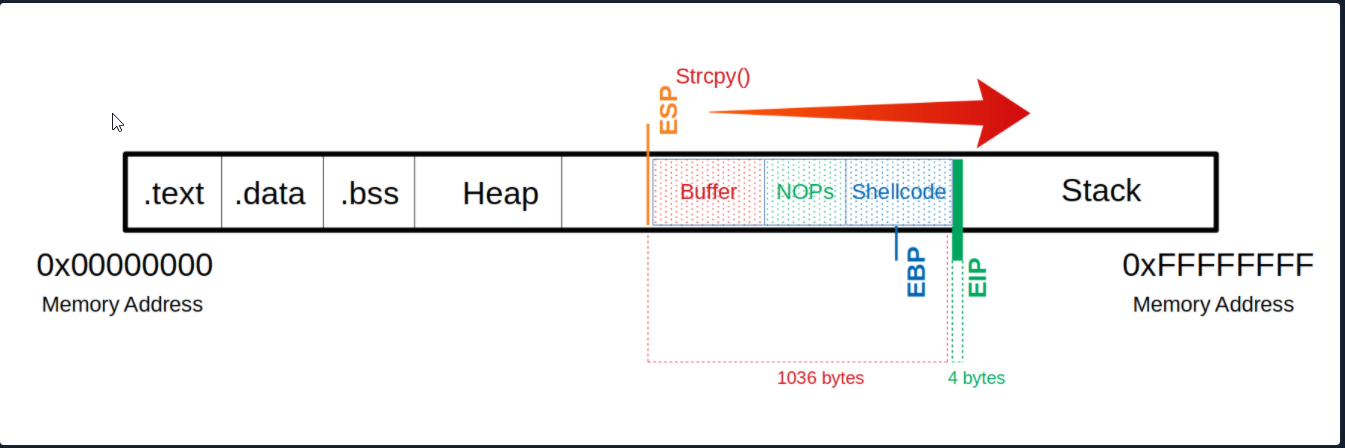 Strcpy()
ESP
.text
.data
.bss
Heap
Buffer
NOPs
Shellcode
Stack
0x00000000
Memory Address
EBP
EIP
0xFFFFFFFF
Memory Address
1036 bytes
4 bytes